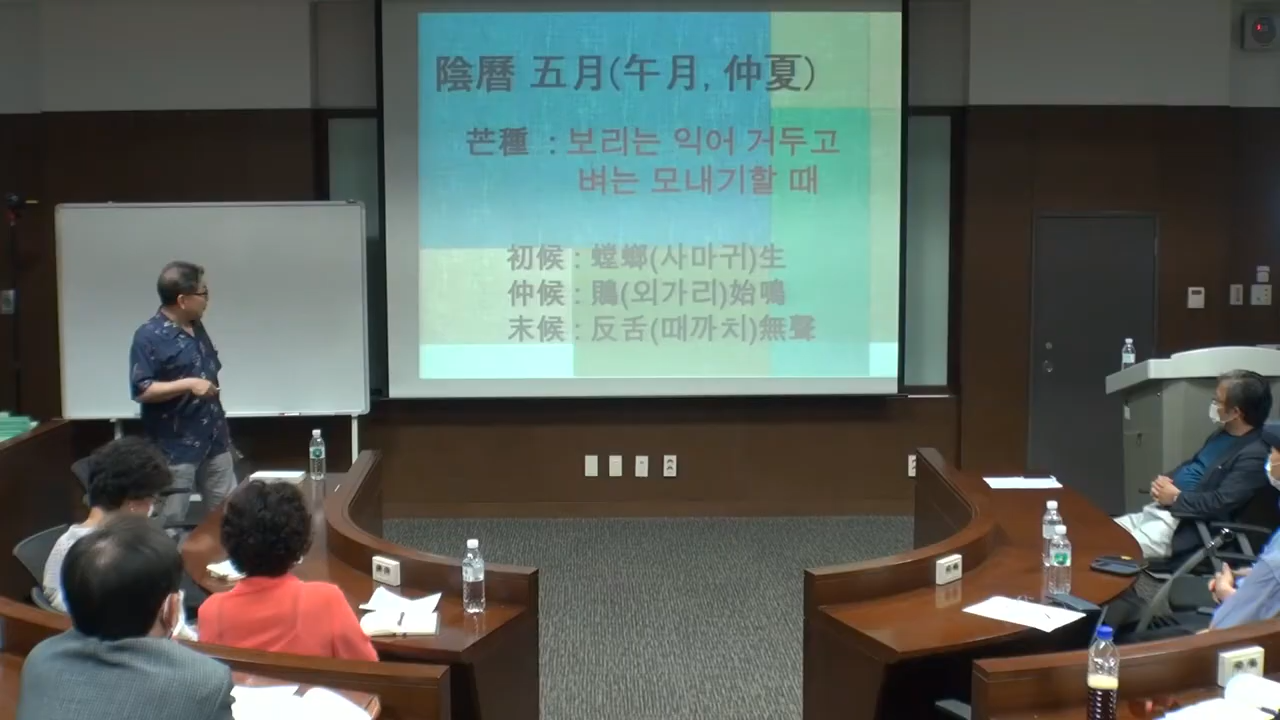 陰曆 五月(午月, 仲夏)
芒種 : 보리는 익어 거두고
벼는 모내기할 때
初候 : 螳螂(사마귀)生
仲候 : 鵙(외가리)始鳴
末候 : 反舌(때까치)無聲